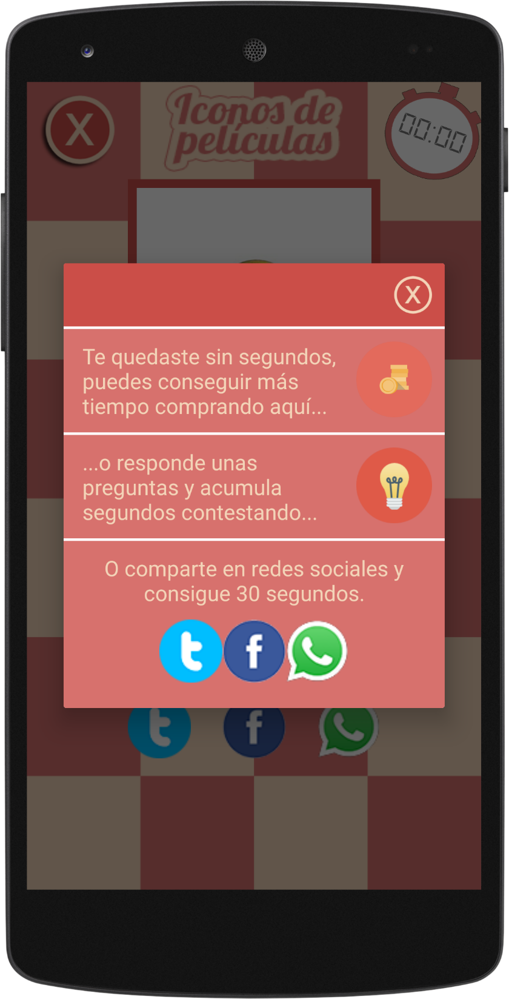 X
Iconos de
películas
00:00
X
Te quedaste sin segundos,
puedes conseguir más
tiempo comprando aquí...
...o responde unas
preguntas y acumula
segundos contestando...
O comparte en redes sociales y
consigue 30 segundos.